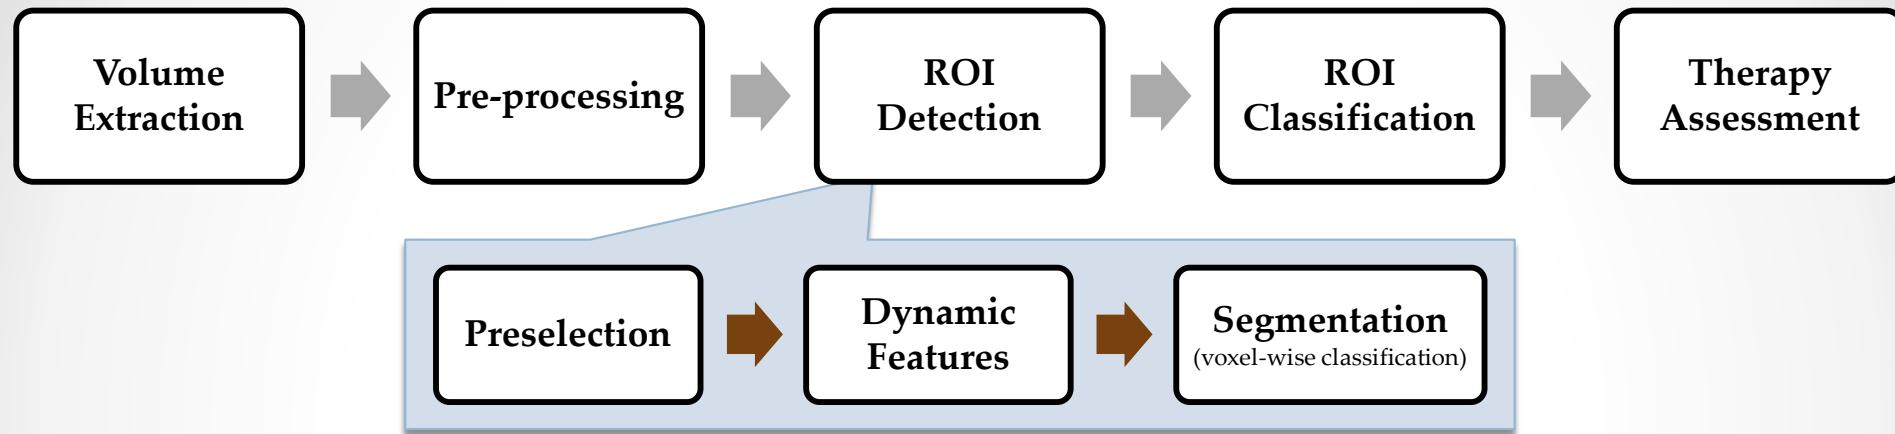 Volume
Extraction
Pre-processing
ROI
Detection
ROI
Classification
Therapy
Assessment
Preselection
Dynamic
Features
Segmentation
(voxel-wise classification)